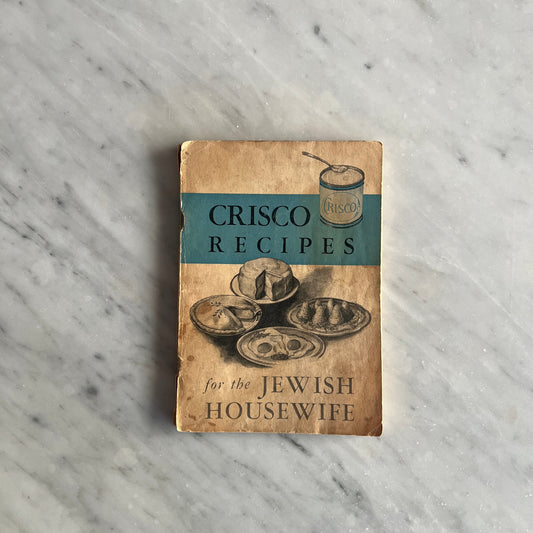 CRISCO
CRISCO
RECIPES
for the JEWISH
HOUSEWIFE